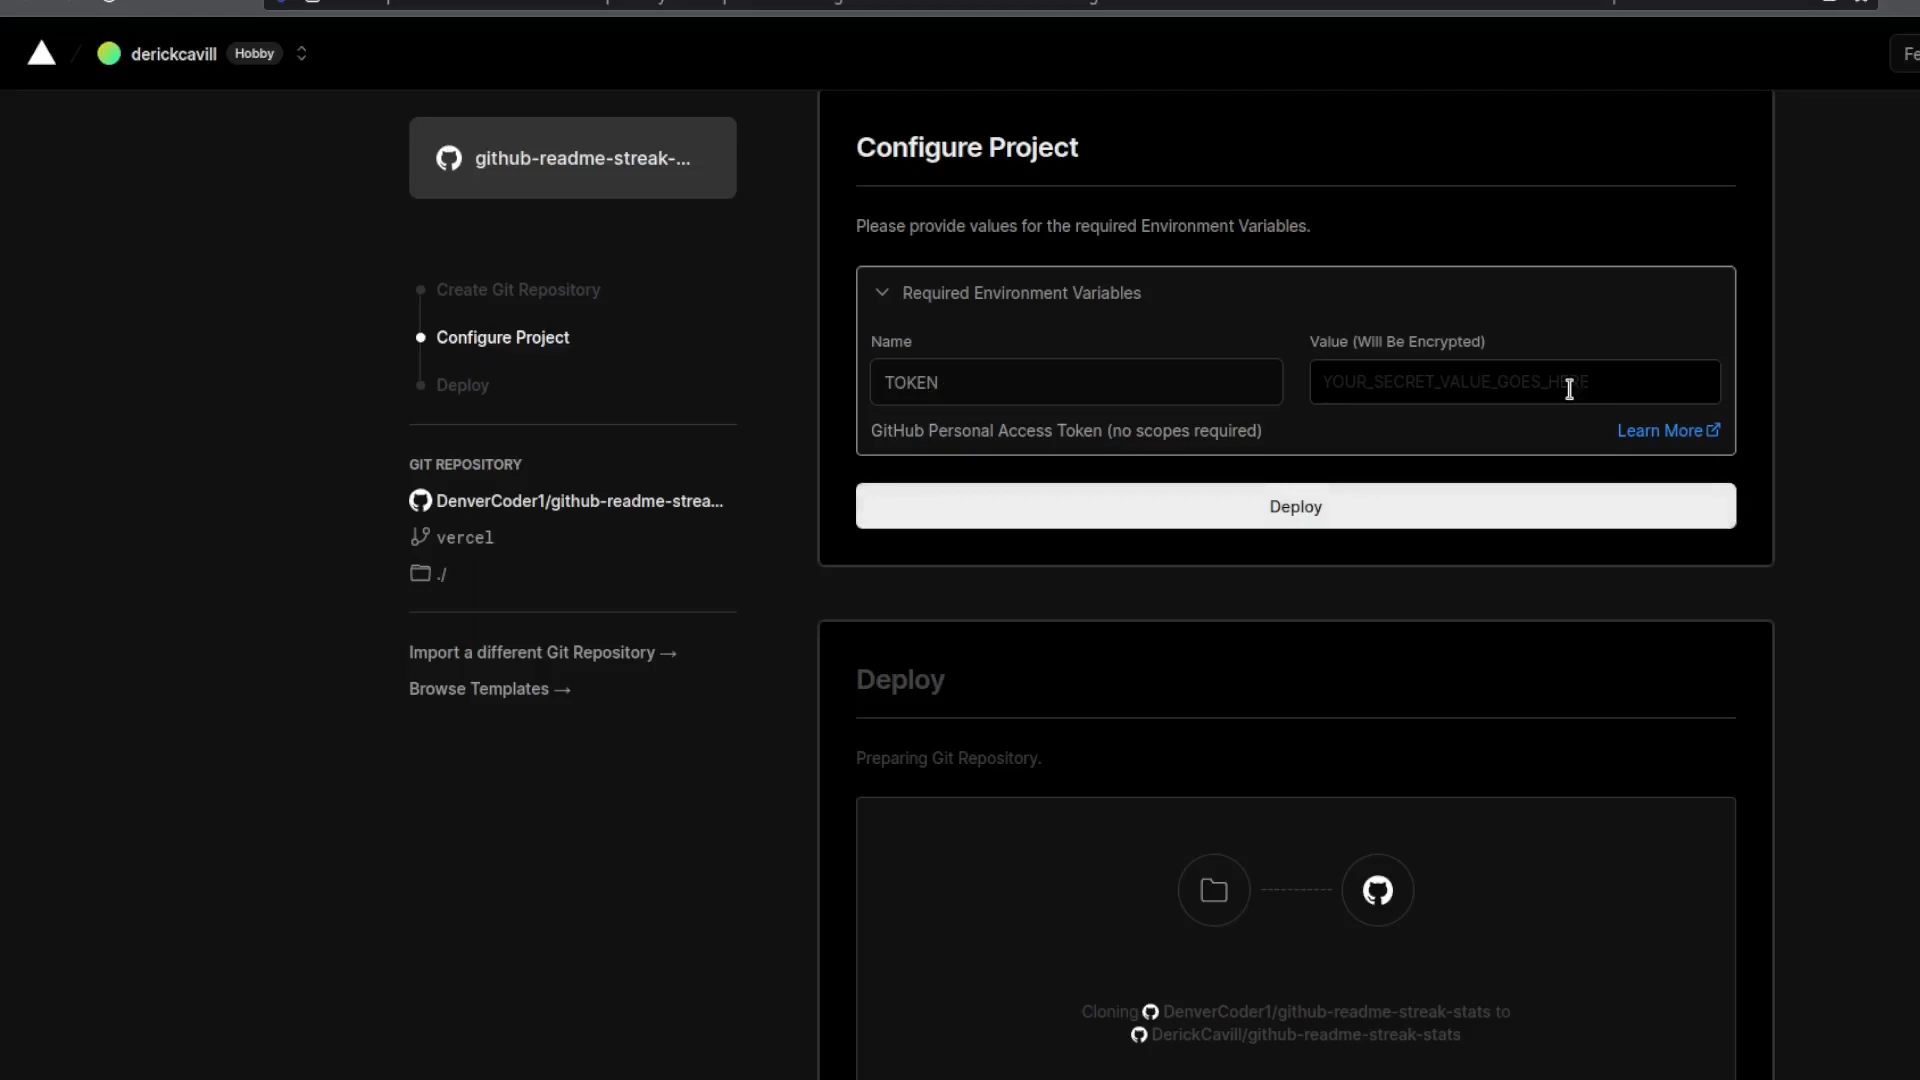 derickcavill Hobby
Fe
github-readme-streak-...
Create Git Repository
Configure Project
Deploy
GIT REPOSITORY
DenverCoder1/github-readme-strea...
vercel
./
Import a different Git Repository →
Browse Templates →
Configure Project
Please provide values for the required Environment Variables.
Required Environment Variables
Name
Value (Will Be Encrypted)
TOKEN
YOUR_SECRET_VALUE_GOES_HERE
GitHub Personal Access Token (no scopes required)
Learn More
Deploy
Deploy
Preparing Git Repository.
Cloning DenverCoder1/github-readme-streak-stats to
DerickCavill/github-readme-streak-stats